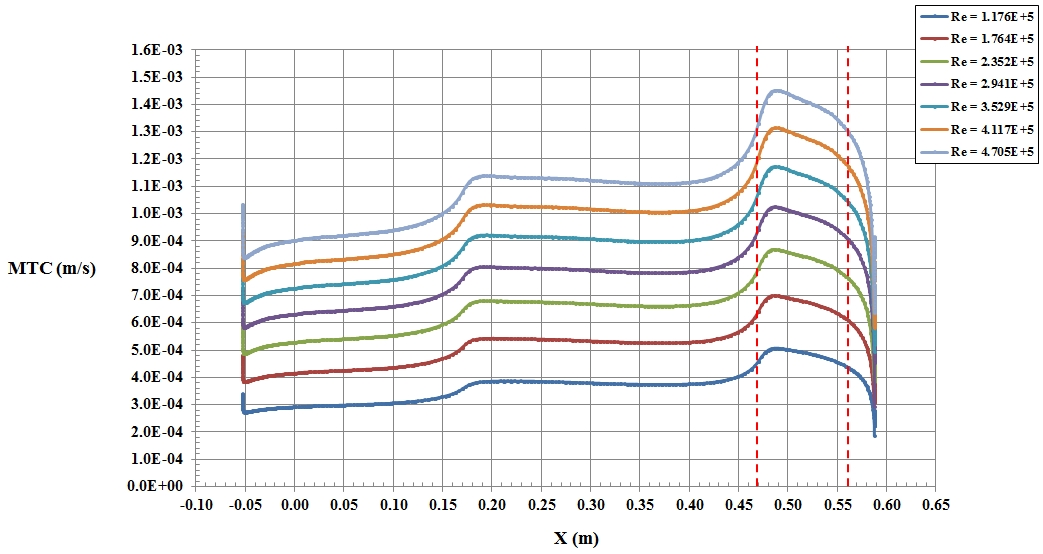 Re = 1.176E+5
Re = 1.764E+5
Re = 2.352E+5
Re = 2.941E+5
Re = 3.529E+5
Re = 4.117E+5
Re = 4.705E+5
1.6E-03
1.5E-03
1.4E-03
1.3E-03
1.2E-03
1.1E-03
1.0E-03
9.0E-04
8.0E-04
7.0E-04
6.0E-04
5.0E-04
4.0E-04
3.0E-04
2.0E-04
1.0E-04
0.0E+00
MTC (m/s)
-0.10 -0.05 0.00 0.05 0.10 0.15 0.20 0.25 0.30 0.35 0.40 0.45 0.50 0.55 0.60 0.65
X (m)